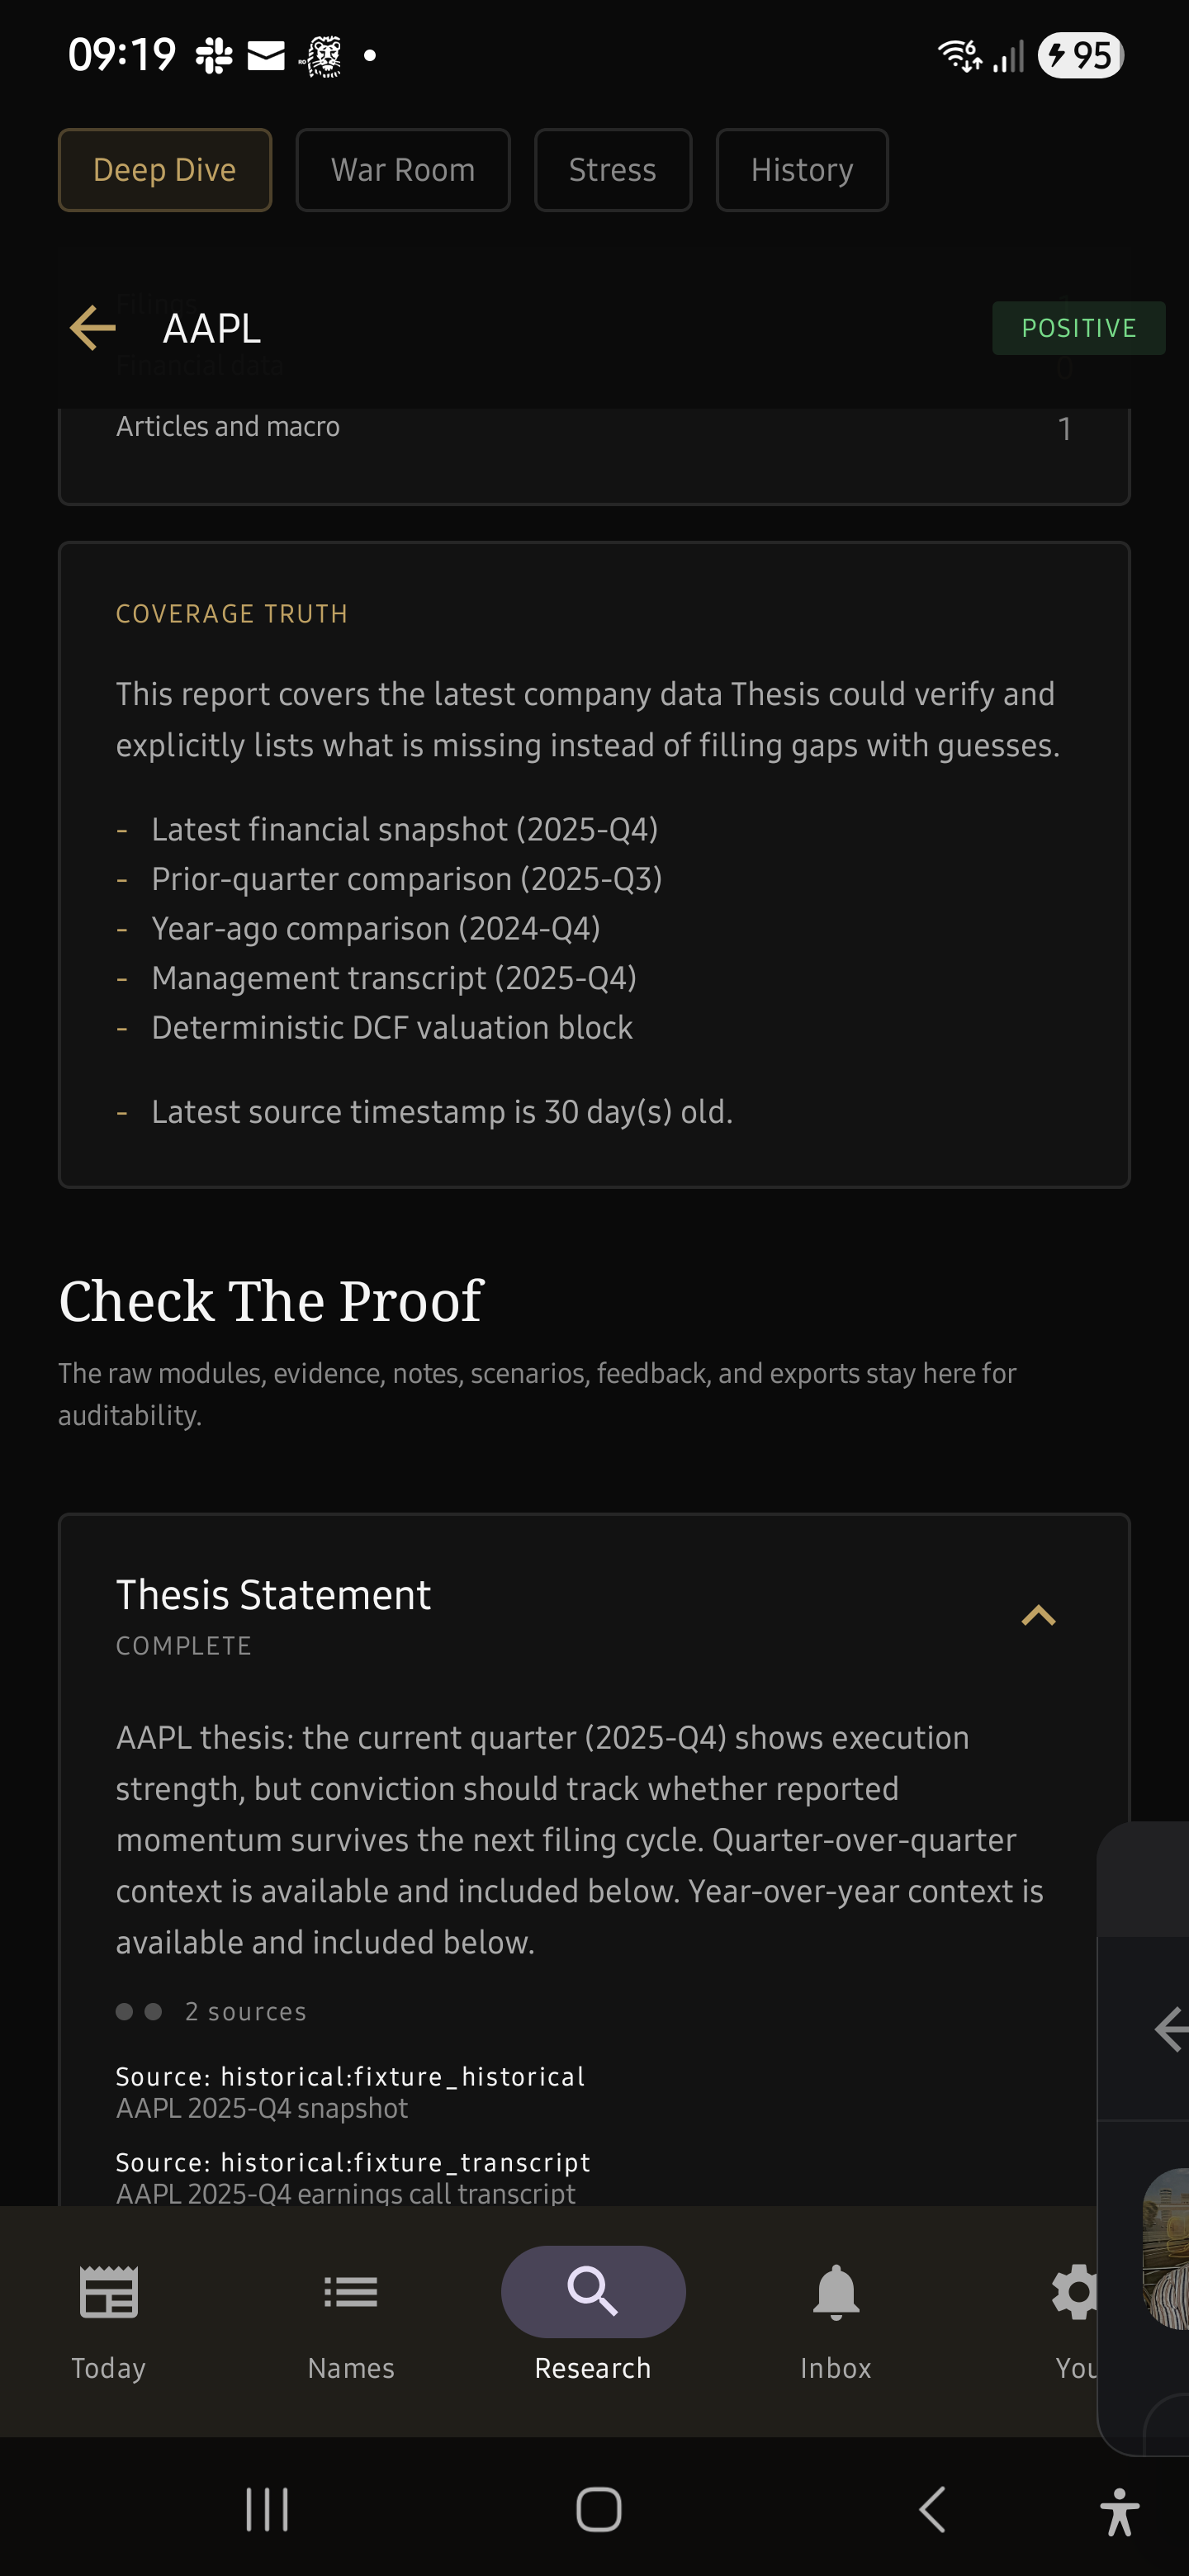 09:19
6
95
Deep Dive
War Room
Stress
History
Filings
AAPL
POSITIVE
Financial data
0
Articles and macro
1
COVERAGE TRUTH
This report covers the latest company data Thesis could verify and
explicitly lists what is missing instead of filling gaps with guesses.
- Latest financial snapshot (2025-Q4)
- Prior-quarter comparison (2025-Q3)
- Year-ago comparison (2024-Q4)
- Management transcript (2025-Q4)
- Deterministic DCF valuation block
- Latest source timestamp is 30 day(s) old.
Check The Proof
The raw modules, evidence, notes, scenarios, feedback, and exports stay here for
auditability.
Thesis Statement
COMPLETE
AAPL thesis: the current quarter (2025-Q4) shows execution
strength, but conviction should track whether reported
momentum survives the next filing cycle. Quarter-over-quarter
context is available and included below. Year-over-year context is
available and included below.
2 sources
Source: historical:fixture_historical
AAPL 2025-Q4 snapshot
Source: historical:fixture_transcript
AAPL 2025-Q4 earnings call transcript
Today
Names
Research
Inbox
You